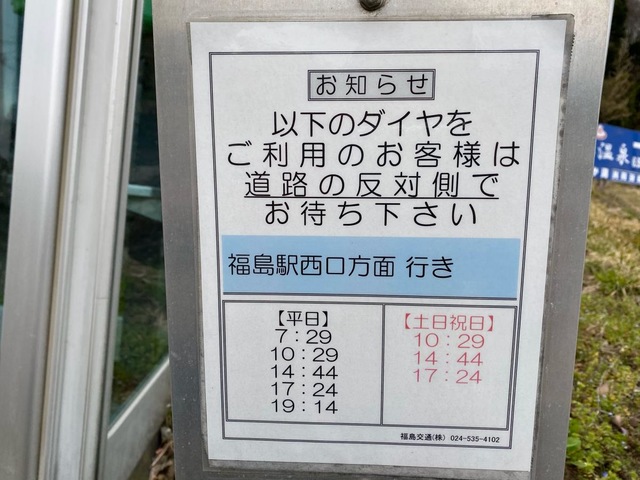 お知らせ
以下のダイヤを
ご利用のお客様は
道路の反対側で
お待ち下さい
福島駅西口方面 行き
【平日】
7：29
10：29
14：44
17：24
19：14
【土日祝日】
10：29
14：44
17：24
福島交通(株) 024-535-4102
温泉